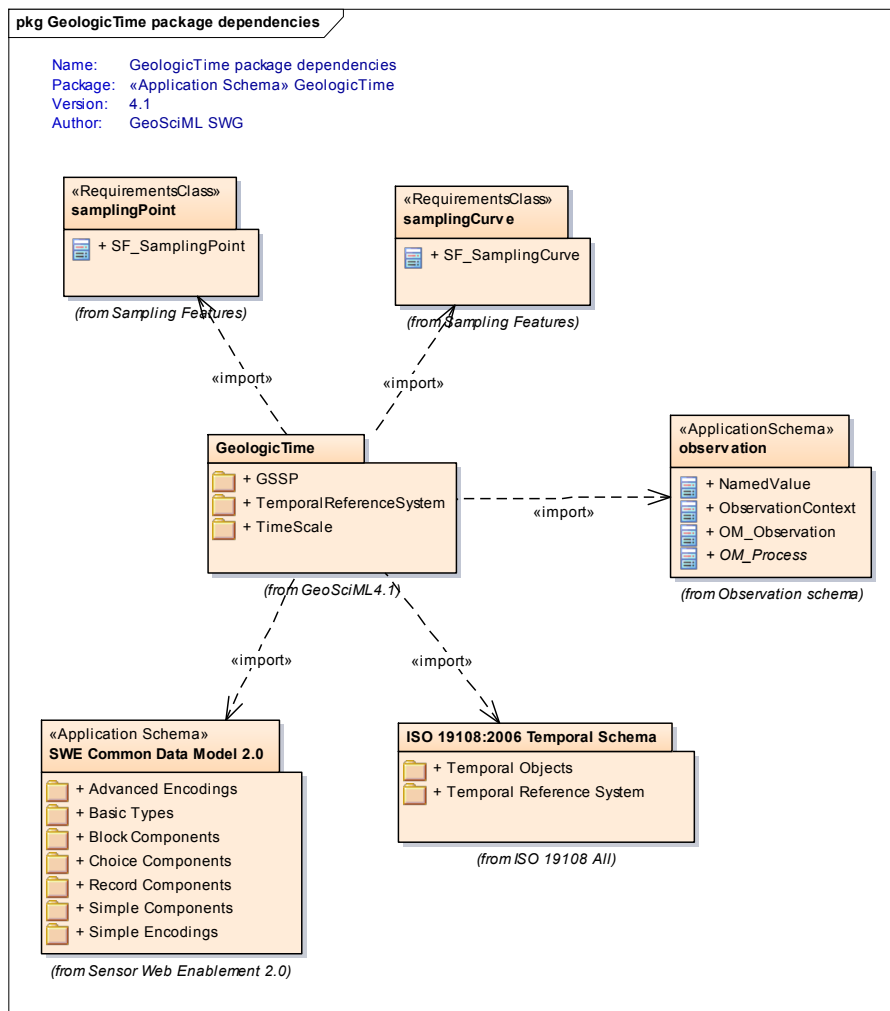 pkg GeologicTime package dependencies
Name: GeologicTime package dependencies
Package: «Application Schema» GeologicTime
Version: 4.1
Author: GeoSciML SWG
«RequirementsClass»
samplingPoint
+ SF_SamplingPoint
(from Sampling Features)
«RequirementsClass»
samplingCurve
+ SF_SamplingCurve
(from Sampling Features)
«import»
«import»
GeologicTime
+ GSSP
+ TemporalReferenceSystem
+ TimeScale
(from GeoSciML4.1)
«import»
«ApplicationSchema»
observation
+ NamedValue
+ ObservationContext
+ OM_Observation
+ OM_Process
(from Observation schema)
«import»
«import»
«Application Schema»
SWE Common Data Model 2.0
+ Advanced Encodings
+ Basic Types
+ Block Components
+ Choice Components
+ Record Components
+ Simple Components
+ Simple Encodings
(from Sensor Web Enablement 2.0)
ISO 19108:2006 Temporal Schema
+ Temporal Objects
+ Temporal Reference System
(from ISO 19108 All)